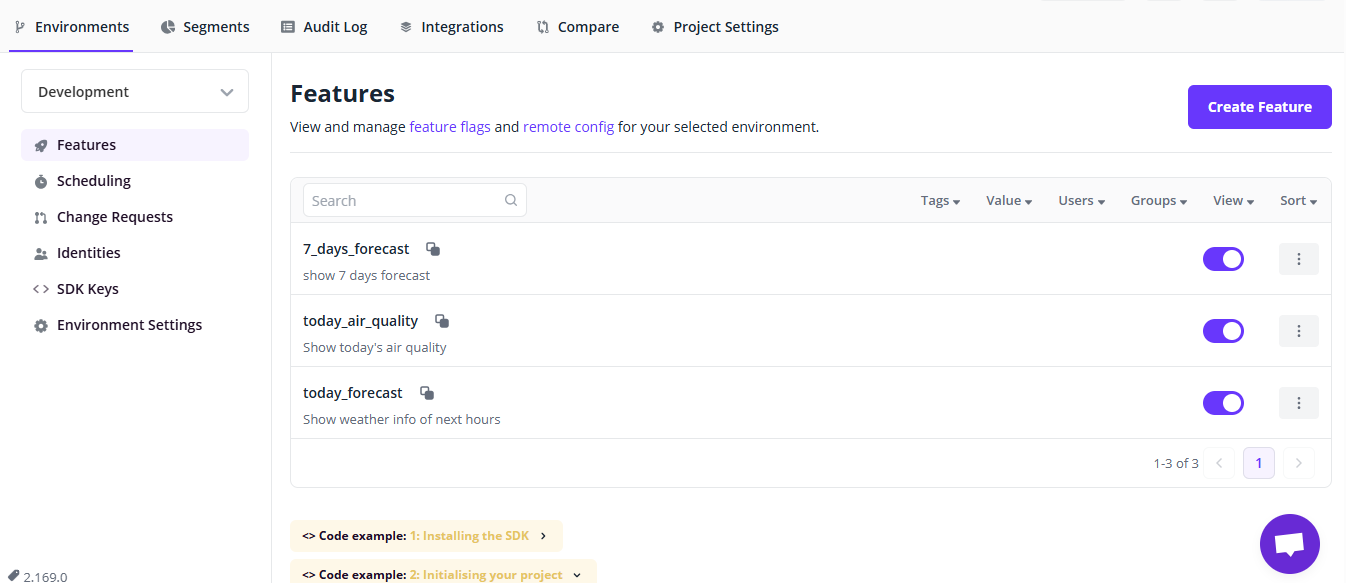 Environments Segments Audit Log Integrations Compare Project Settings
Development
Features
Scheduling
Change Requests
Identities
SDK Keys
Environment Settings
2.169.0
Features
View and manage feature flags and remote config for your selected environment.
Create Feature
Search Tags Value Users Groups View Sort
7_days_forecast
show 7 days forecast
today_air_quality
Show today's air quality
today_forecast
Show weather info of next hours
1-3 of 3 < 1 >
<> Code example: 1: Installing the SDK >
<> Code example: 2: Initialising your project